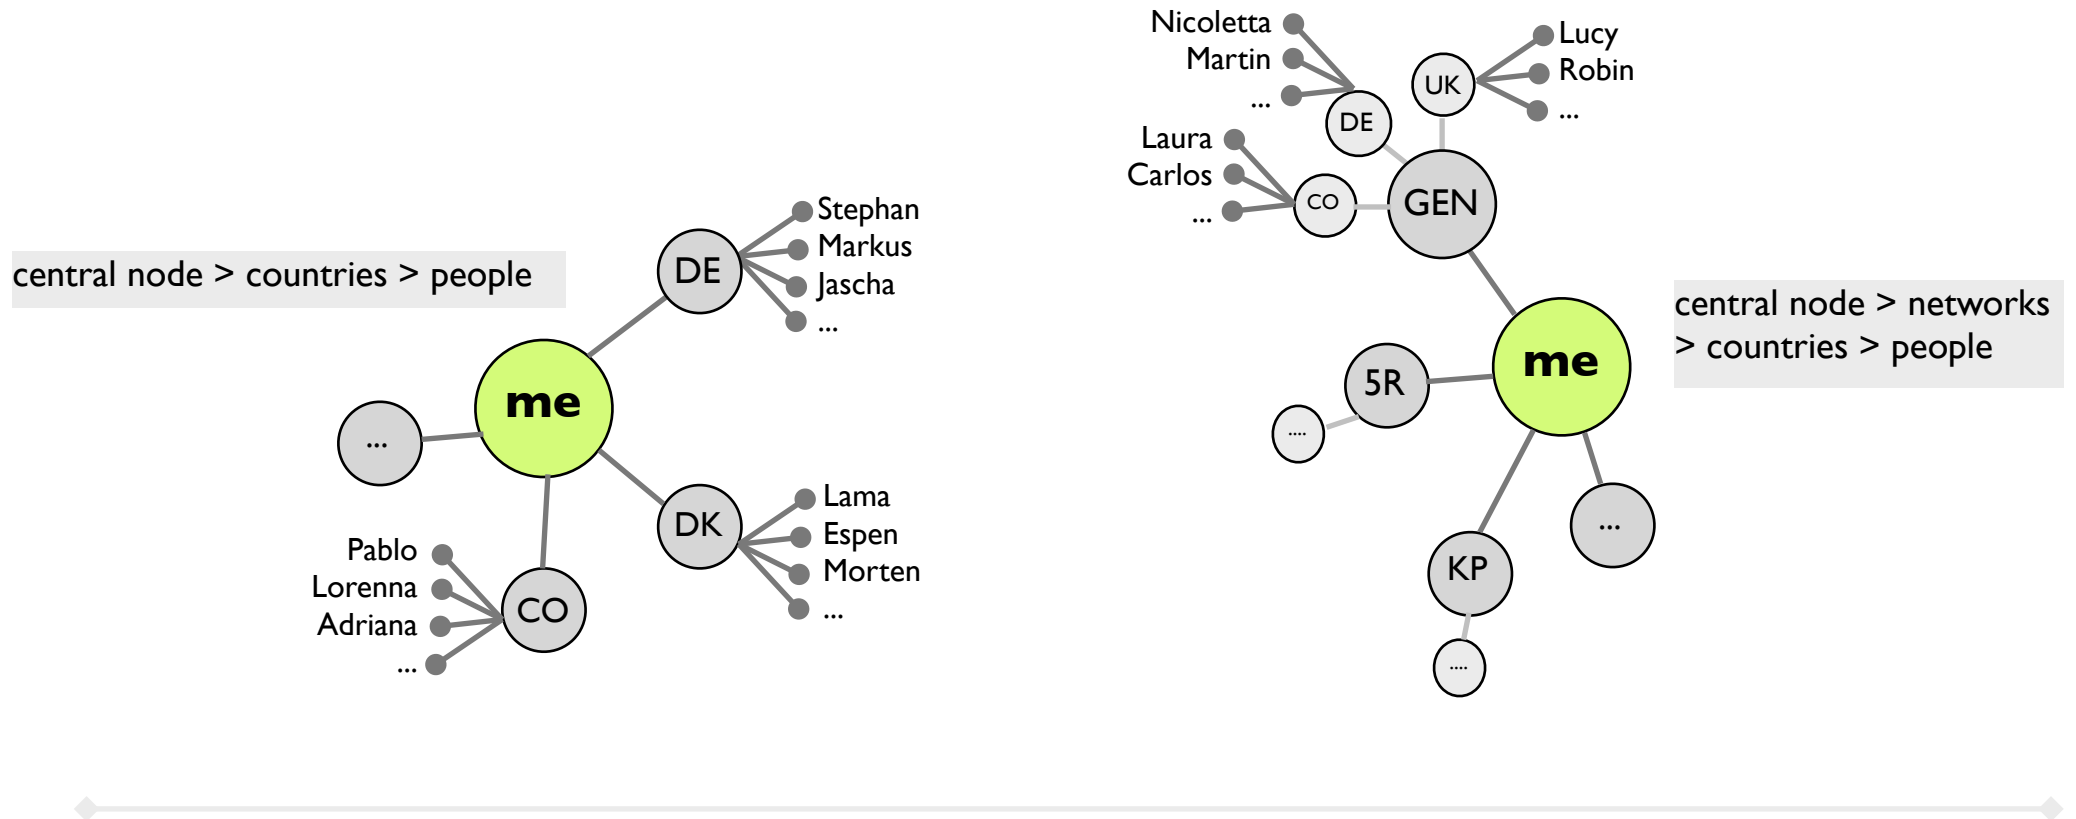 central node > countries > people
DE
Stephan
Markus
Jascha
...
me
...
DK
Lama
Espen
Morten
...
CO
Pablo
Lorenna
Adriana
...
Nicoletta
Martin
...
DE
UK
Lucy
Robin
...
Laura
Carlos
...
CO
GEN
me
central node > networks
> countries > people
5R
....
KP
....
...